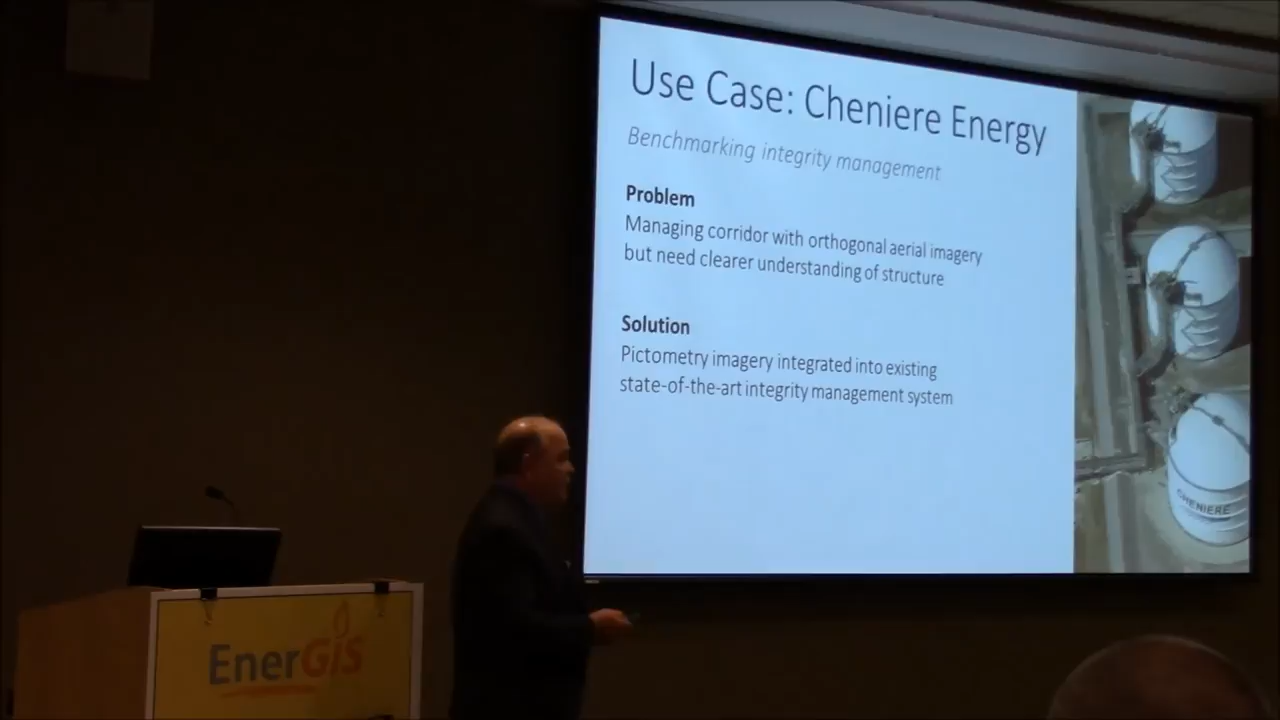 Use Case: Cheniere Energy
Benchmarking integrity management
Problem
Managing corridor with orthogonal aerial imagery
but need clearer understanding of structure
Solution
Pictometry imagery integrated into existing
state-of-the-art integrity management system
CHENIERE
EnerGIS